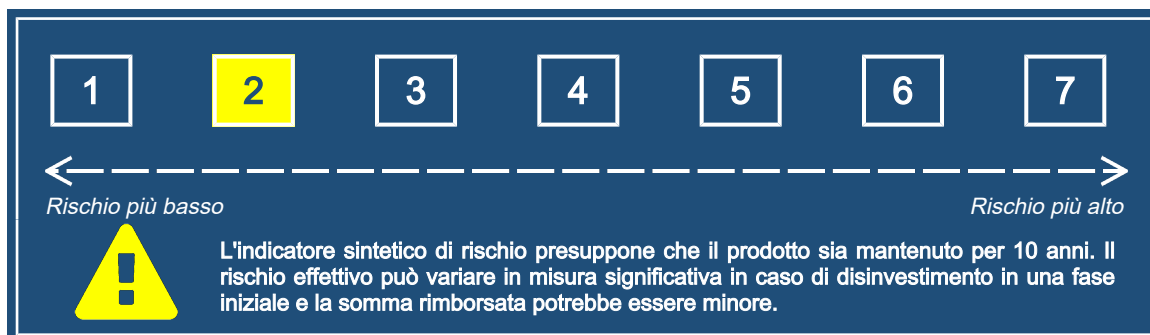 1 2 3 4 5 6 7
Rischio più basso Rischio più alto
L'indicatore sintetico di rischio presuppone che il prodotto sia mantenuto per 10 anni. Il
rischio effettivo può variare in misura significativa in caso di disinvestimento in una fase
iniziale e la somma rimborsata potrebbe essere minore.